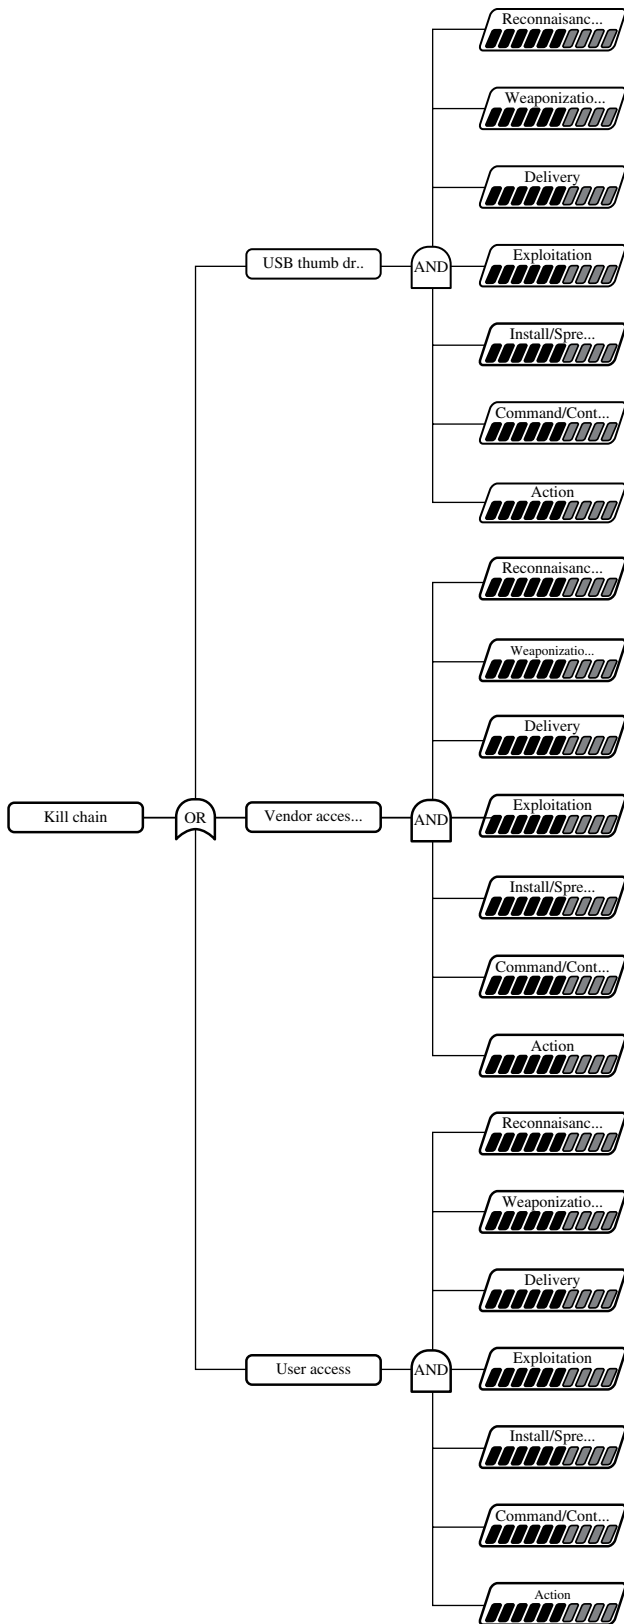 Reconnaisanc...
Weaponizatio...
Delivery
USB thumb dr..
AND
Exploitation
Install/Spre...
Command/Cont...
Action
Reconnaisanc...
Weaponizatio...
Delivery
Kill chain
OR
Vendor acces...
AND
Exploitation
Install/Spre...
Command/Cont...
Action
Reconnaisanc...
Weaponizatio...
Delivery
User access
AND
Exploitation
Install/Spre...
Command/Cont...
Action